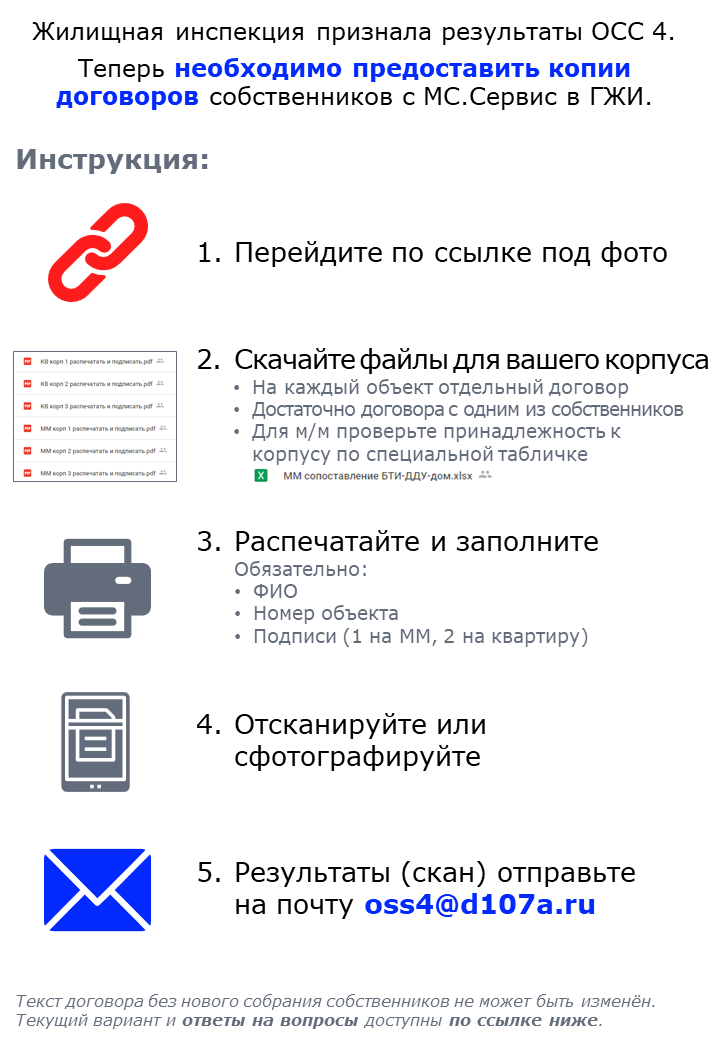 Жилищная инспекция признала результаты ОСС 4.
Теперь необходимо предоставить копии
договоров собственников с МС.Сервис в ГЖИ.
Инструкция:
1. Перейдите по ссылке под фото
PDF КВ корп 1 распечатать и подписать.pdf
PDF КВ корп 2 распечатать и подписать.pdf
PDF КВ корп 3 распечатать и подписать.pdf
PDF ММ корп 1 распечатать и подписать.pdf
PDF ММ корп 2 распечатать и подписать.pdf
PDF ММ корп 3 распечатать и подписать.pdf
2. Скачайте файлы для вашего корпуса
• На каждый объект отдельный договор
• Достаточно договора с одним из собственников
• Для м/м проверьте принадлежность к
корпусу по специальной табличке
X ММ сопоставление БТИ-ДДУ-дом.xlsx
3. Распечатайте и заполните
Обязательно:
• ФИО
• Номер объекта
• Подписи (1 на ММ, 2 на квартиру)
4. Отсканируйте или
сфотографируйте
5. Результаты (скан) отправьте
на почту oss4@d107a.ru
Текст договора без нового собрания собственников не может быть изменён.
Текущий вариант и ответы на вопросы доступны по ссылке ниже.